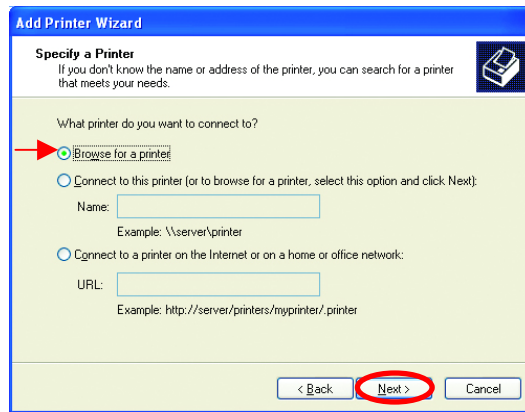 Add Printer Wizard
Specify a Printer
If you don't know the name or address of the printer, you can search for a printer
that meets your needs.
What printer do you want to connect to?
Browse for a printer
Connect to this printer (or to browse for a printer, select this option and click Next):
Name:
Example: \\server\printer
Connect to a printer on the Internet or on a home or office network:
URL:
Example: http://server/printers/myprinter/.printer
< Back
Next >
Cancel